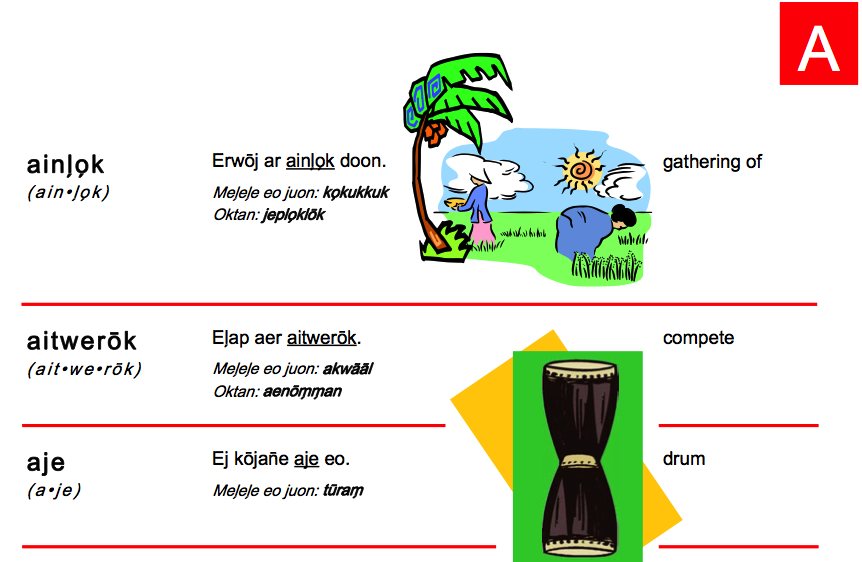 A
ainļọk
(ain•ļọk)
Erwōj ar ainļọk doon.
Meļeļe eo juon: kọkukkuk
Oktan: jepļọklōk
gathering of
aitwerōk
(ait•we•rōk)
Eļap aer aitwerōk.
Meļeļe eo juon: akwāāl
Oktan: aenōṃṃan
compete
aje
(a•je)
Ej kōjañe aje eo.
Meļeļe eo juon: tūraṃ
drum